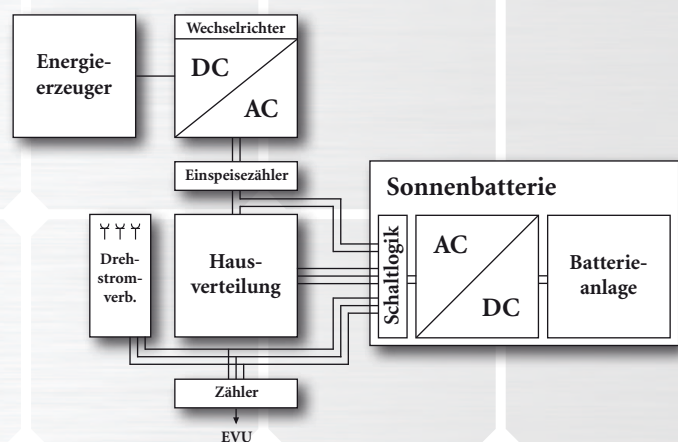 Wechselrichter
Energie-
erzeuger
DC
AC
Einspeisezähler
Sonnenbatterie
Dreh-
strom-
verb.
Haus-
verteilung
Schaltlogik
AC
DC
Batterie-
anlage
Zähler
EVU